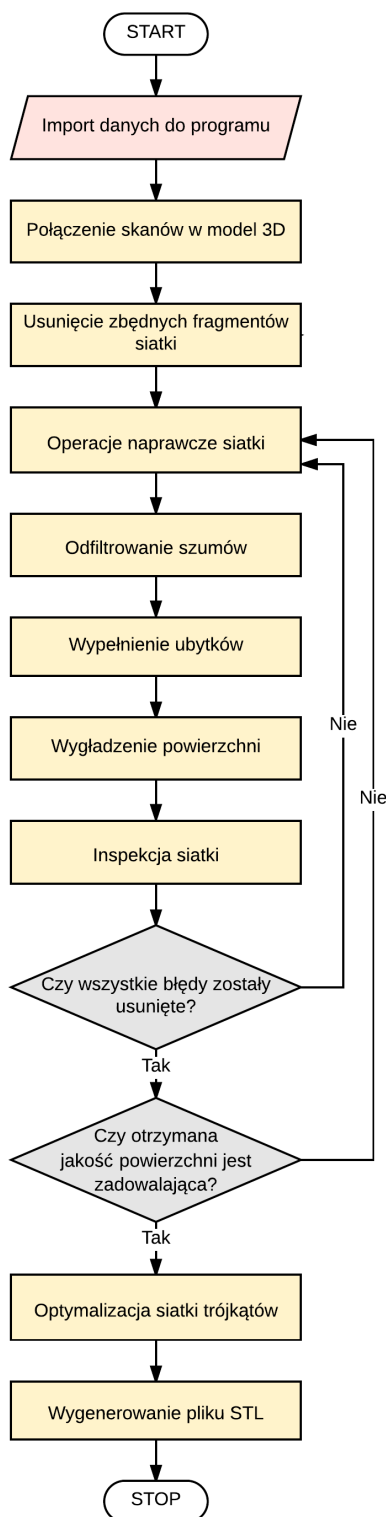 START
Import danych do programu
Połączenie skanów w model 3D
Usunięcie zbędnych fragmentów
siatki
Operacje naprawcze siatki
Odfiltrowanie szumów
Wypełnienie ubytków
Wygładzenie powierzchni
Nie
Nie
Inspekcja siatki
Czy wszystkie błędy zostały
usunięte?
Tak
Czy otrzymana
jakość powierzchni jest
zadowalająca?
Tak
Optymalizacja siatki trójkątów
Wygenerowanie pliku STL
STOP